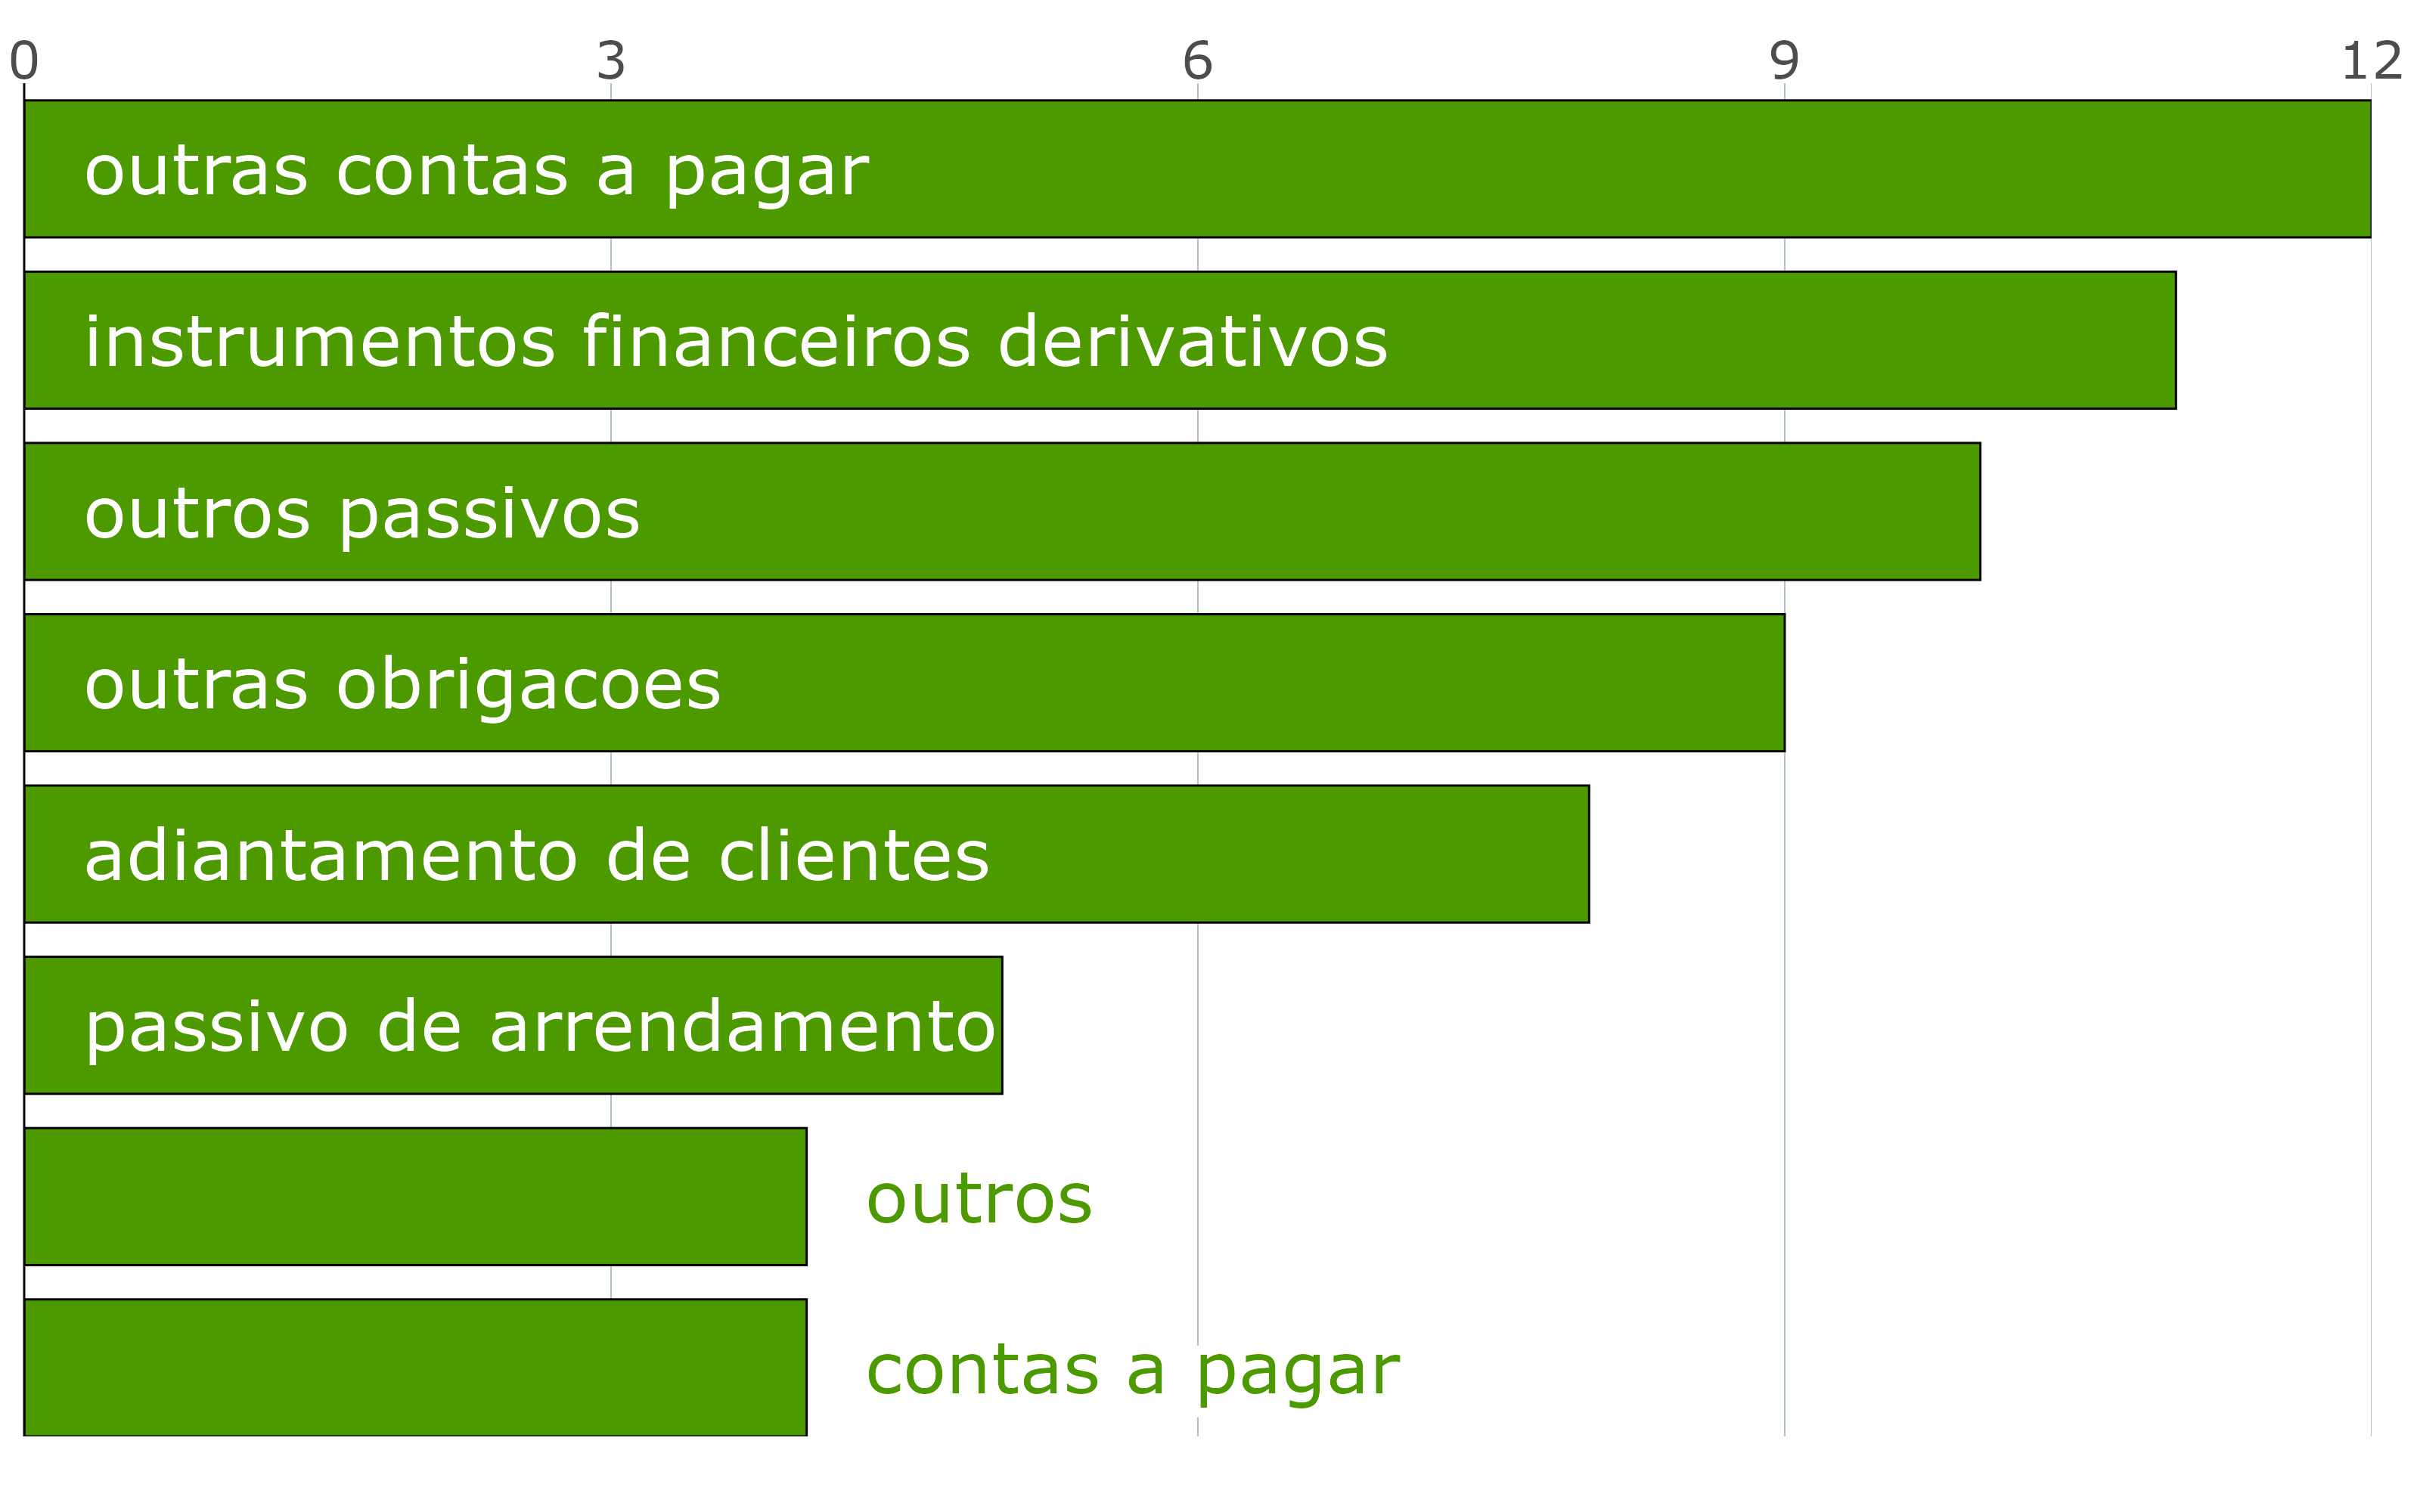 0 3 6 9 12
outras contas a pagar
instrumentos financeiros derivativos
outros passivos
outras obrigacoes
adiantamento de clientes
passivo de arrendamento
outros
contas a pagar